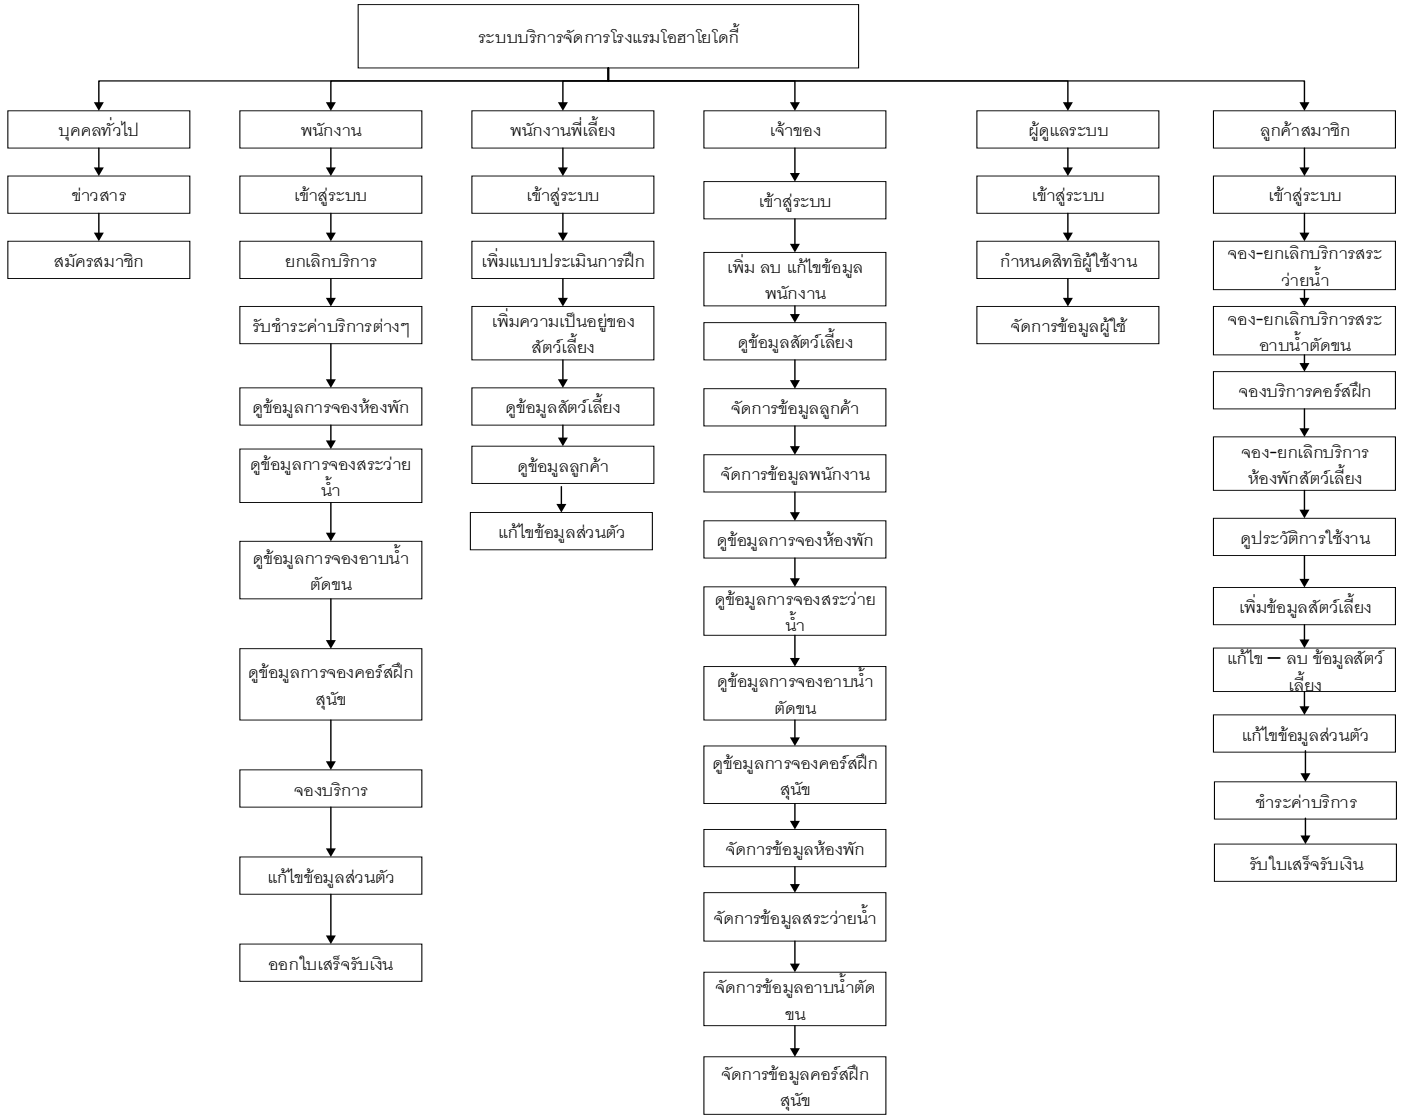 ระบบบริการจัดการโรงแรมโอฮาโยโดกี้
บุคคลทั่วไป
ข่าวสาร
สมัครสมาชิก
พนักงาน
เข้าสู่ระบบ
ยกเลิกบริการ
รับชำระค่าบริการต่างๆ
ดูข้อมูลการจองห้องพัก
ดูข้อมูลการจองสระว่าย
น้ำ
ดูข้อมูลการจองอาบน้ำ
ตัดขน
ดูข้อมูลการจองคอร์สฝึก
สุนัข
จองบริการ
แก้ไขข้อมูลส่วนตัว
ออกใบเสร็จรับเงิน
พนักงานพี่เลี้ยง
เข้าสู่ระบบ
เพิ่มแบบประเมินการฝึก
เพิ่มความเป็นอยู่ของ
สัตว์เลี้ยง
ดูข้อมูลสัตว์เลี้ยง
ดูข้อมูลลูกค้า
แก้ไขข้อมูลส่วนตัว
เจ้าของ
เข้าสู่ระบบ
เพิ่ม ลบ แก้ไขข้อมูล
พนักงาน
ดูข้อมูลสัตว์เลี้ยง
จัดการข้อมูลลูกค้า
จัดการข้อมูลพนักงาน
ดูข้อมูลการจองห้องพัก
ดูข้อมูลการจองสระว่าย
น้ำ
ดูข้อมูลการจองอาบน้ำ
ตัดขน
ดูข้อมูลการจองคอร์สฝึก
สุนัข
จัดการข้อมูลห้องพัก
จัดการข้อมูลสระว่ายน้ำ
จัดการข้อมูลอาบน้ำตัด
ขน
จัดการข้อมูลคอร์สฝึก
สุนัข
ผู้ดูแลระบบ
เข้าสู่ระบบ
กำหนดสิทธิผู้ใช้งาน
จัดการข้อมูลผู้ใช้
ลูกค้าสมาชิก
เข้าสู่ระบบ
จอง-ยกเลิกบริการสระ
ว่ายน้ำ
จอง-ยกเลิกบริการสระ
อาบน้ำตัดขน
จองบริการคอร์สฝึก
จอง-ยกเลิกบริการ
ห้องพักสัตว์เลี้ยง
ดูประวัติการใช้งาน
เพิ่มข้อมูลสัตว์เลี้ยง
แก้ไข – ลบ ข้อมูลสัตว์
เลี้ยง
แก้ไขข้อมูลส่วนตัว
ชำระค่าบริการ
รับใบเสร็จรับเงิน